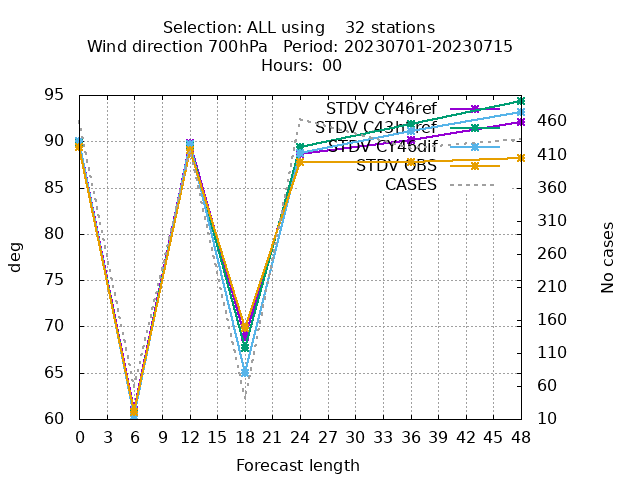 Selection: ALL using 32 stations
Wind direction 700hPa Period: 20230701-20230715
Hours: 00
95
90
85
80
75
70
65
60
deg
460
410
360
310
260
210
160
110
60
10
No cases
STDV CY46ref
STDV C43h2ref
STDV CY46dif
STDV OBS
CASES
0 3 6 9 12 15 18 21 24 27 30 33 36 39 42 45 48
Forecast length